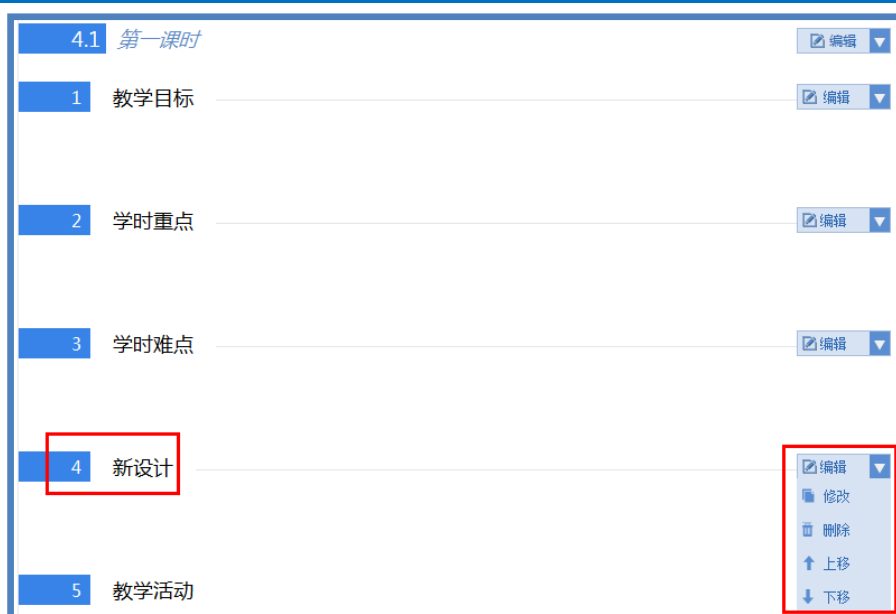 4.1 第一课时 编辑
1 教学目标 编辑
2 学时重点 编辑
3 学时难点 编辑
4 新设计 编辑
修改
删除
上移
5 教学活动 下移